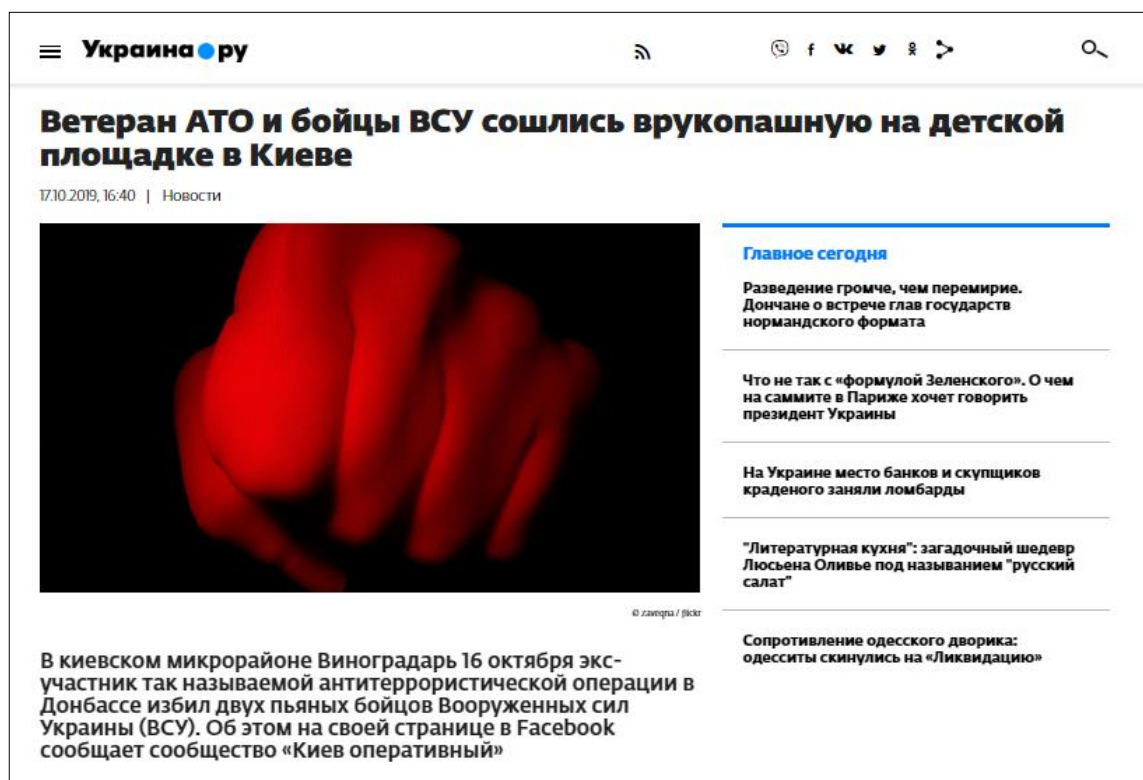 Украина.ру
Ветеран АТО и бойцы ВСУ сошлись врукопашную на детской
площадке в Киеве
17.10.2019, 16:40 | Новости
© zaveqna / flickr
В киевском микрорайоне Виноградарь 16 октября экс-
участник так называемой антитеррористической операции в
Донбассе избил двух пьяных бойцов Вооруженных сил
Украины (ВСУ). Об этом на своей странице в Facebook
сообщает сообщество «Киев оперативный»
Главное сегодня
Разведение громче, чем перемирие.
Дончане о встрече глав государств
нормандского формата
Что не так с «формулой Зеленского». О чем
на саммите в Париже хочет говорить
президент Украины
На Украине место банков и скупщиков
краденого заняли ломбарды
"Литературная кухня": загадочный шедевр
Люсьена Оливье под называнием "русский
салат"
Сопротивление одесского дворика:
одесситы скинулись на «Ликвидацию»